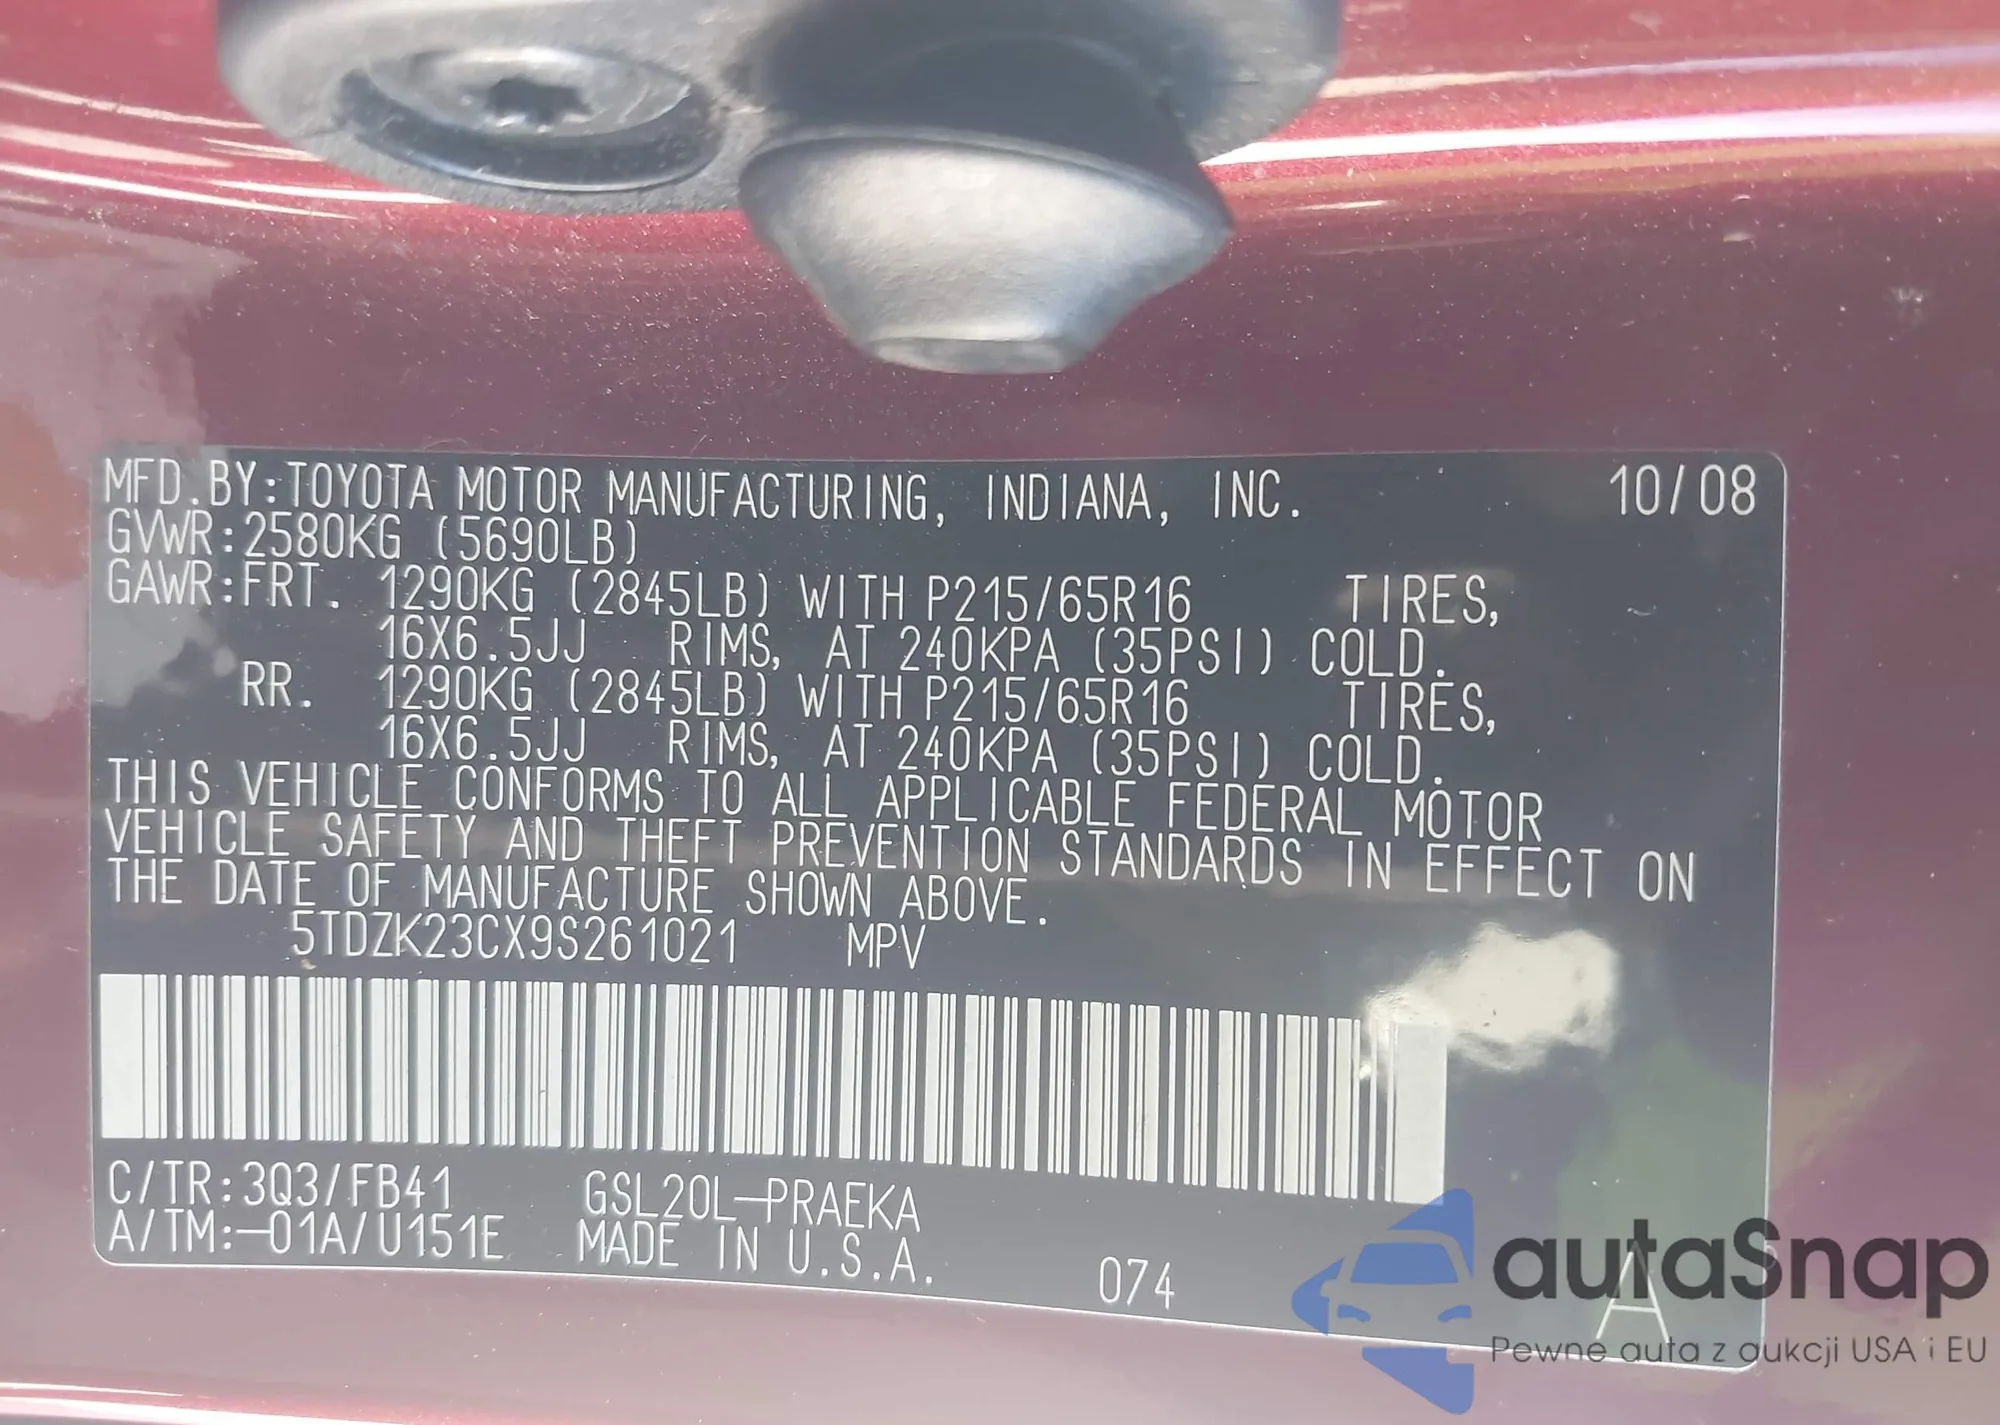 MFD.BY:TOYOTA MOTOR MANUFACTURING, INDIANA, INC. 10/08
GVWR:2580KG (5690LB)
GAWR:FRT. 1290KG (2845LB) WITH P215/65R16 TIRES,
16X6.5JJ RIMS, AT 240KPA (35PSI) COLD.
RR. 1290KG (2845LB) WITH P215/65R16 TIRES,
16X6.5JJ RIMS, AT 240KPA (35PSI) COLD.
THIS VEHICLE CONFORMS TO ALL APPLICABLE FEDERAL MOTOR
VEHICLE SAFETY AND THEFT PREVENTION STANDARDS IN EFFECT ON
THE DATE OF MANUFACTURE SHOWN ABOVE.
5TDZK23CX9S261021 MPV
C/TR:3Q3/FB41 GSL20L-PRAEKA
A/TM:-01A/U151E MADE IN U.S.A. 074 A
autaSnap
Pewne auta z aukcji USA i EU